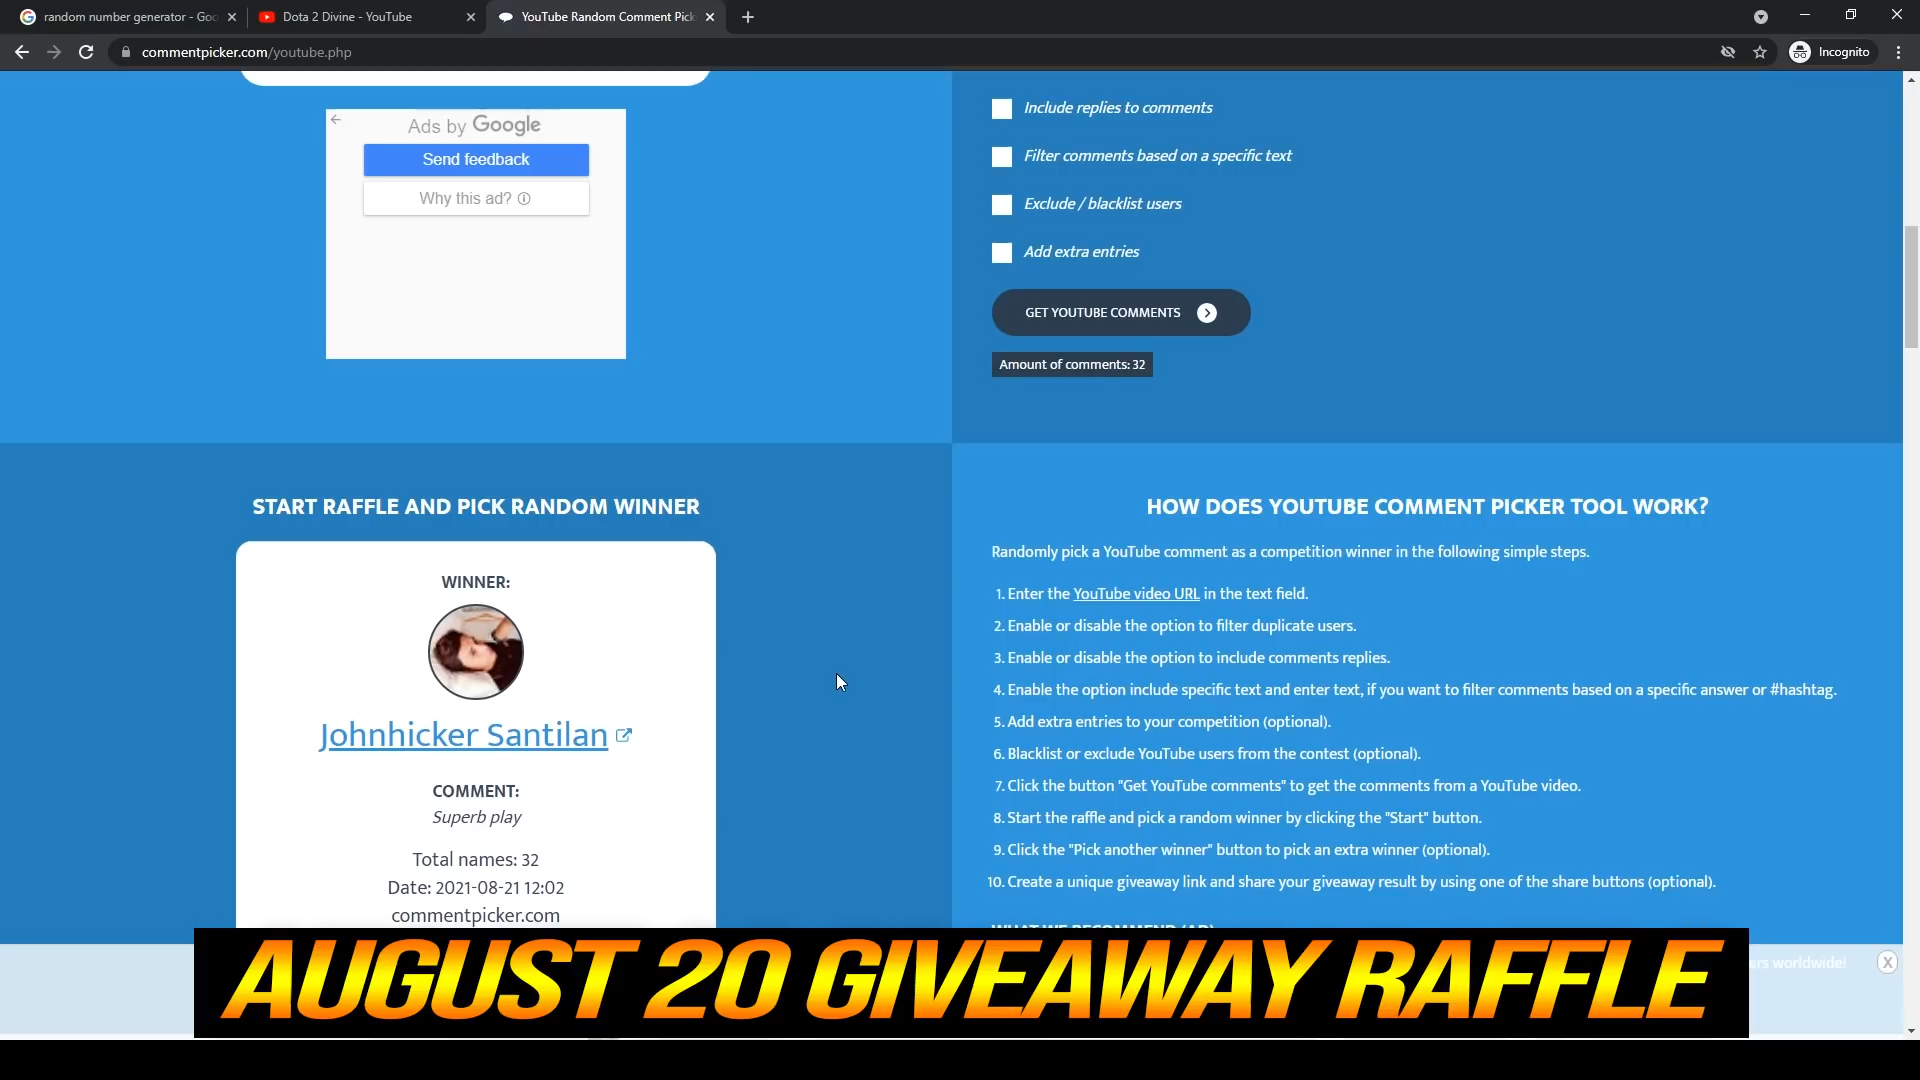 random number generator - Goo
Dota 2 Divine - YouTube
YouTube Random Comment Pick
commentpicker.com/youtube.php
Incognito
Ads by Google
Send feedback
Why this ad?
Include replies to comments
Filter comments based on a specific text
Exclude / blacklist users
Add extra entries
GET YOUTUBE COMMENTS
Amount of comments: 32
START RAFFLE AND PICK RANDOM WINNER
WINNER:
Johnhicker Santilan
COMMENT:
Superb play
Total names: 32
Date: 2021-08-21 12:02
commentpicker.com
HOW DOES YOUTUBE COMMENT PICKER TOOL WORK?
Randomly pick a YouTube comment as a competition winner in the following simple steps.
1. Enter the YouTube video URL in the text field.
2. Enable or disable the option to filter duplicate users.
3. Enable or disable the option to include comments replies.
4. Enable the option include specific text and enter text, if you want to filter comments based on a specific answer or #hashtag.
5. Add extra entries to your competition (optional).
6. Blacklist or exclude YouTube users from the contest (optional).
7. Click the button "Get YouTube comments" to get the comments from a YouTube video.
8. Start the raffle and pick a random winner by clicking the "Start" button.
9. Click the "Pick another winner" button to pick an extra winner (optional).
10. Create a unique giveaway link and share your giveaway result by using one of the share buttons (optional).
WHAT WE RECOMMEND (AD)
ers worldwide!
X
AUGUST 20 GIVEAWAY RAFFLE